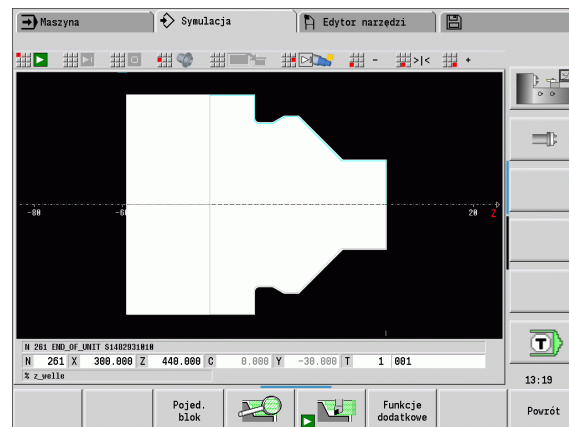 Maszyna Symulacja Edytor narzędzi
- >|< +
-80 -6 20 Z
N 261 END_OF_UNIT S1402931010
N 261 X 300.000 Z 440.000 C 0.000 Y -30.000 T 1 001
% z_welle
T
13:19
Pojed. blok
Funkcje dodatkowe
Powrót